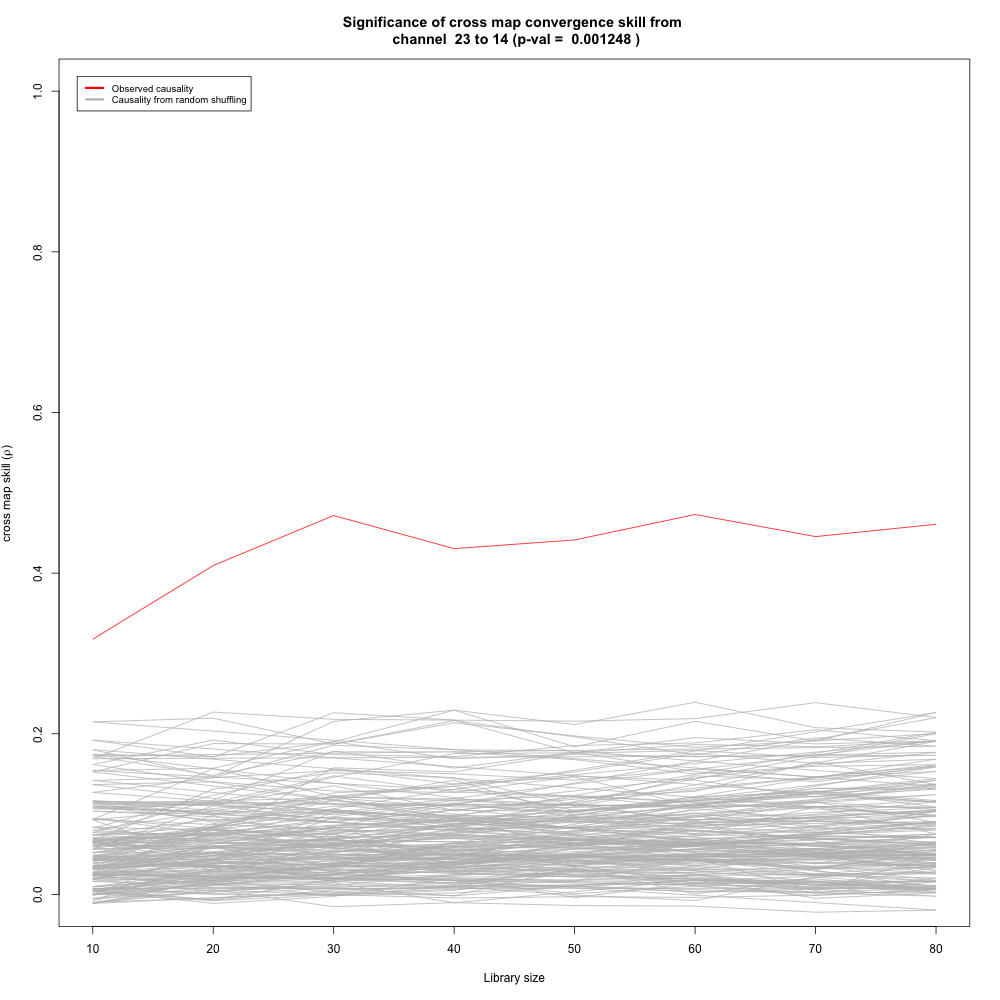 Significance of cross map convergence skill from
channel  23 to 14 (p-val =  0.001248 )
Observed causality
Causality from random shuffling
1.0
0.8
0.6
0.4
0.2
0.0
cross map skill (ρ)
10 20 30 40 50 60 70 80
Library size